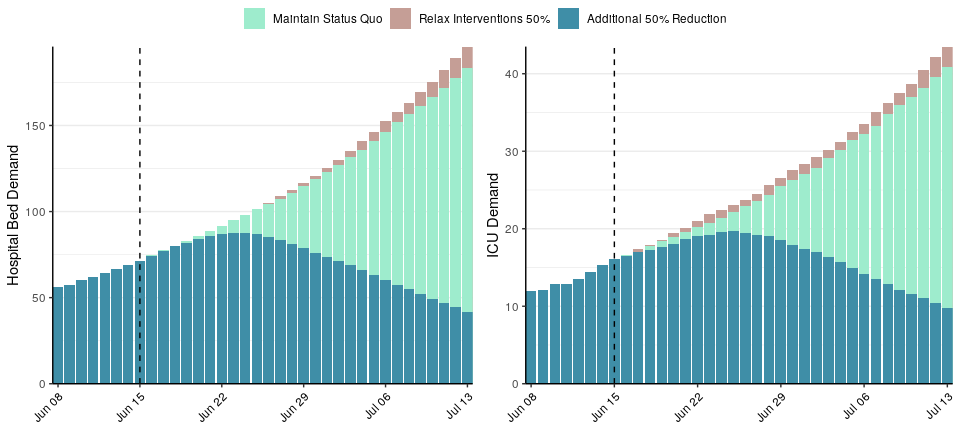 Maintain Status Quo Relax Interventions 50% Additional 50% Reduction
Hospital Bed Demand
150
100
50
0
Jun 08 Jun 15 Jun 22 Jun 29 Jul 06 Jul 13
ICU Demand
40
30
20
10
0
Jun 08 Jun 15 Jun 22 Jun 29 Jul 06 Jul 13